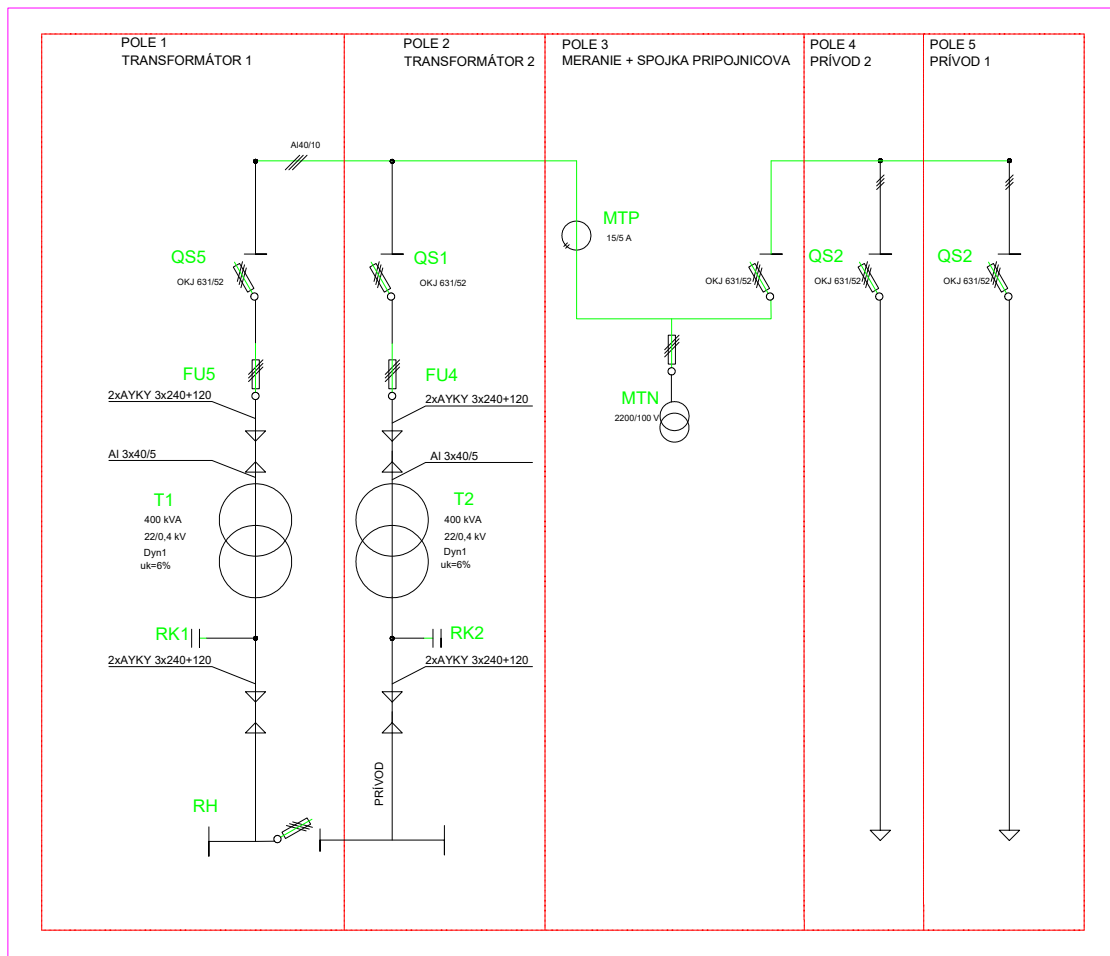 POLE 1
TRANSFORMÁTOR 1
POLE 2
TRANSFORMÁTOR 2
POLE 3
MERANIE + SPOJKA PRIPOJNICOVA
POLE 4
PRÍVOD 2
POLE 5
PRÍVOD 1
Al40/10
MTP
15/5 A
QS5
OKJ 631/52
QS1
OKJ 631/52
OKJ 631/52
QS2
OKJ 631/52
QS2
OKJ 631/52
FU5
2xAYKY 3x240+120
FU4
2xAYKY 3x240+120
MTN
2200/100 V
Al 3x40/5
Al 3x40/5
T1
400 kVA
22/0,4 kV
Dyn1
uk=6%
T2
400 kVA
22/0,4 kV
Dyn1
uk=6%
RK1
RK2
2xAYKY 3x240+120
2xAYKY 3x240+120
PRÍVOD
RH